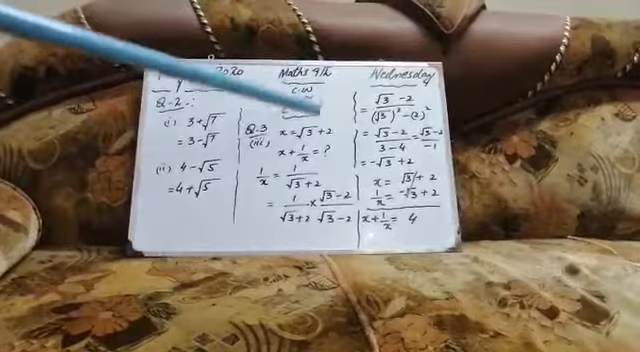 2020 Maths 9th Wednesday
C.W
Q-2:
(i) 3+√7
= 3-√7
(ii) 4-√5
= 4+√5
Q-3
(iii) x = √3+2
x+1/x = ?
1/x = 1/(√3+2)
= 1/(√3+2) × (√3-2)/(√3-2)
= (√3-2)/((√3)²-(2)²)
= (√3-2)/(3-4) = (√3-2)/-1
= -√3+2
x = √3+2
1/x = -√3+2
x+1/x = 4